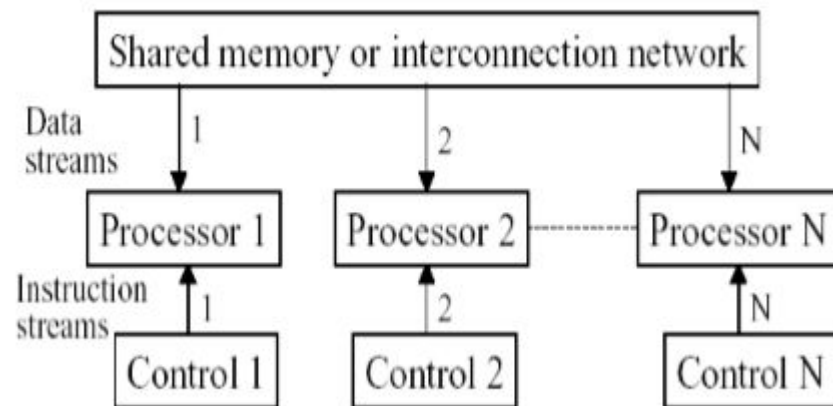 Shared memory or interconnection network
Data
streams
1
2
N
Processor 1
Processor 2
Processor N
Instruction
streams
1
2
N
Control 1
Control 2
Control N